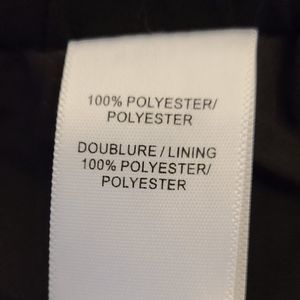 100% POLYESTER/
POLYESTER
DOUBLURE / LINING
100% POLYESTER/
POLYESTER